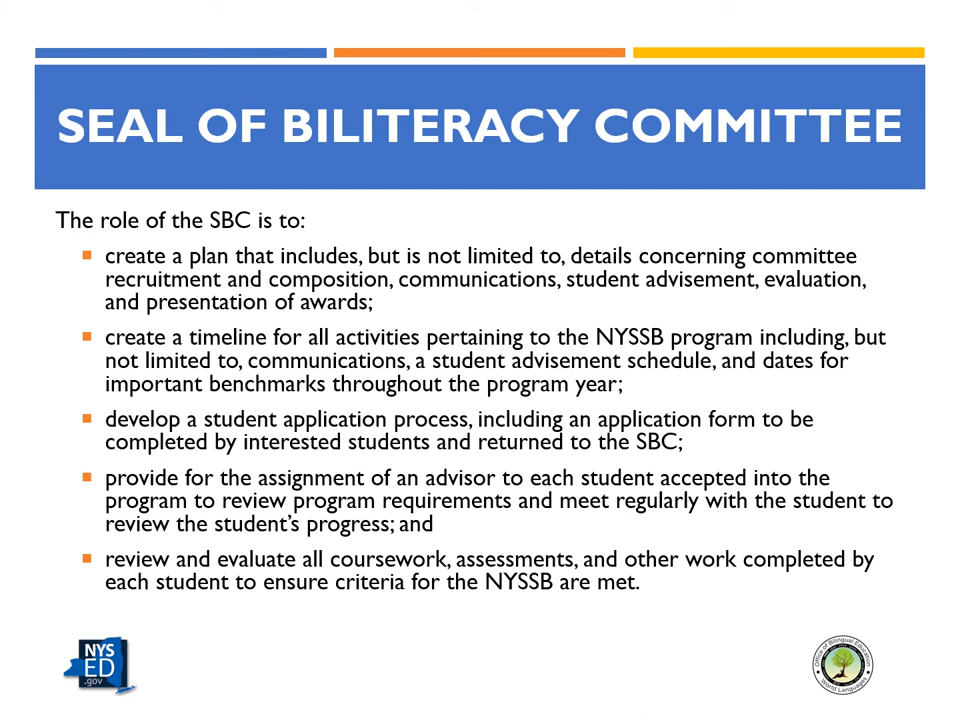 SEAL OF BILITERACY COMMITTEE
The role of the SBC is to:
create a plan that includes, but is not limited to, details concerning committee
recruitment and composition, communications, student advisement, evaluation,
and presentation of awards;
create a timeline for all activities pertaining to the NYSSB program including, but
not limited to, communications, a student advisement schedule, and dates for
important benchmarks throughout the program year;
develop a student application process, including an application form to be
completed by interested students and returned to the SBC;
provide for the assignment of an advisor to each student accepted into the
program to review program requirements and meet regularly with the student to
review the student's progress; and
review and evaluate all coursework, assessments, and other work completed by
each student to ensure criteria for the NYSSB are met.
NYS
ED
.gov
Office of Bilingual Education
World Languages